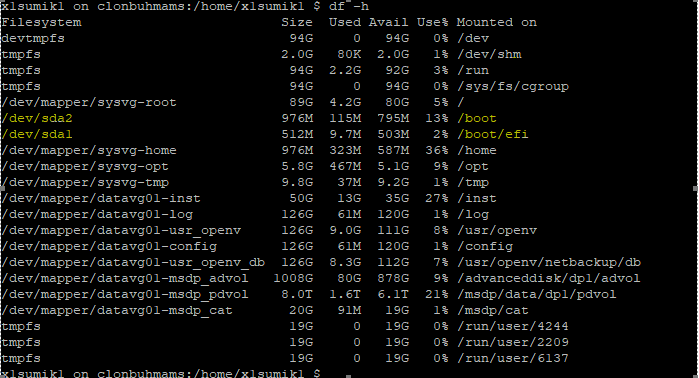 xlsumik1 on clonbuhmams:/home/xlsumik1 $ df -h
Filesystem Size Used Avail Use% Mounted on
devtmpfs 94G 0 94G 0% /dev
tmpfs 2.0G 80K 2.0G 1% /dev/shm
tmpfs 94G 2.2G 92G 3% /run
tmpfs 94G 0 94G 0% /sys/fs/cgroup
/dev/mapper/sysvg-root 89G 4.2G 80G 5% /
/dev/sda2 976M 115M 795M 13% /boot
/dev/sda1 512M 9.7M 503M 2% /boot/efi
/dev/mapper/sysvg-home 976M 323M 587M 36% /home
/dev/mapper/sysvg-opt 5.8G 467M 5.1G 9% /opt
/dev/mapper/sysvg-tmp 9.8G 37M 9.2G 1% /tmp
/dev/mapper/datavg01-inst 50G 13G 35G 27% /inst
/dev/mapper/datavg01-log 126G 61M 120G 1% /log
/dev/mapper/datavg01-usr_openv 126G 9.0G 111G 8% /usr/openv
/dev/mapper/datavg01-config 126G 61M 120G 1% /config
/dev/mapper/datavg01-usr_openv_db 126G 8.3G 112G 7% /usr/openv/netbackup/db
/dev/mapper/datavg01-msdp_advol 1008G 80G 878G 9% /advanceddisk/dp1/advol
/dev/mapper/datavg01-msdp_pdvol 8.0T 1.6T 6.1T 21% /msdp/data/dp1/pdvol
/dev/mapper/datavg01-msdp_cat 20G 91M 19G 1% /msdp/cat
tmpfs 19G 0 19G 0% /run/user/4244
tmpfs 19G 0 19G 0% /run/user/2209
tmpfs 19G 0 19G 0% /run/user/6137
xlsumik1 on clonbuhmams:/home/xlsumik1 $